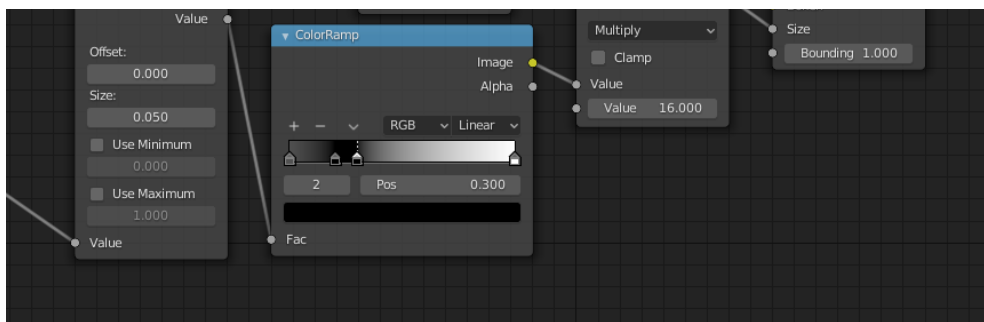 Value
Offset:
0.000
Size:
0.050
Use Minimum
0.000
Use Maximum
1.000
Value
ColorRamp
Image
Alpha
+ − RGB Linear
2 Pos 0.300
Fac
Multiply
Clamp
Value
Value 16.000
Size
Bounding 1.000